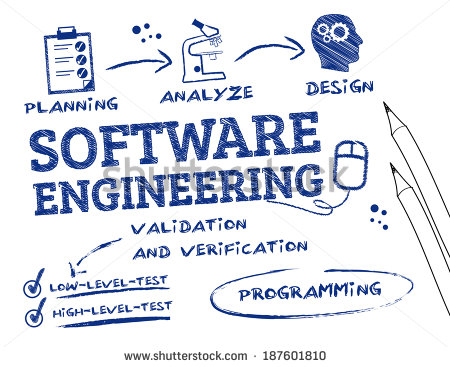 PLANNING
ANALYZE
DESIGN
SOFTWARE
ENGINEERING
VALIDATION
AND VERIFICATION
LOW-LEVEL-TEST
HIGH-LEVEL-TEST
PROGRAMMING
shutterstock
www.shutterstock.com · 187601810